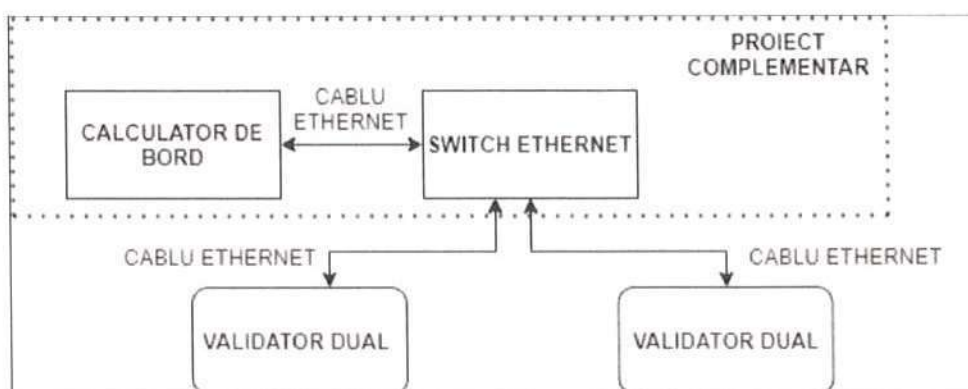 PROIECT
COMPLEMENTAR
CABLU
ETHERNET
CALCULATOR DE
BORD
SWITCH ETHERNET
CABLU ETHERNET
CABLU ETHERNET
VALIDATOR DUAL
VALIDATOR DUAL